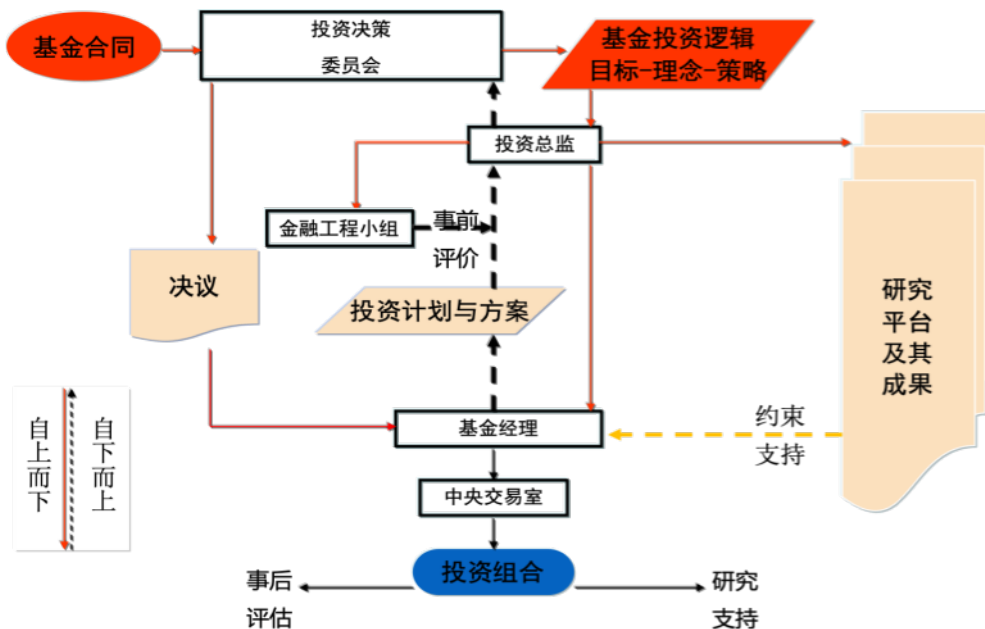 基金合同
投资决策
委员会
基金投资逻辑
目标-理念-策略
投资总监
金融工程小组
事前
评价
决议
投资计划与方案
研究
平台
及其
成果
自上而下
自下而上
基金经理
约束
支持
中央交易室
投资组合
事后
评估
研究
支持